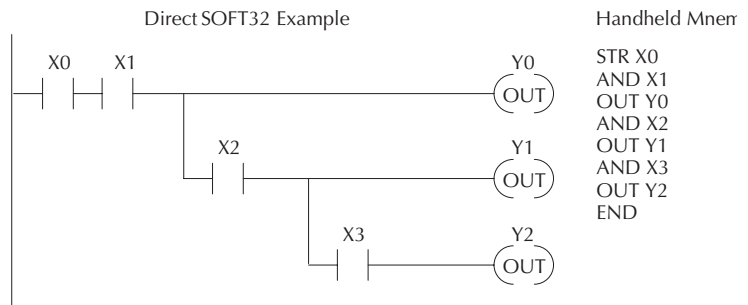 Direct SOFT32 Example
Handheld Mnem
X0 X1 Y0
OUT
X2 Y1
OUT
X3 Y2
OUT
STR X0
AND X1
OUT Y0
AND X2
OUT Y1
AND X3
OUT Y2
END